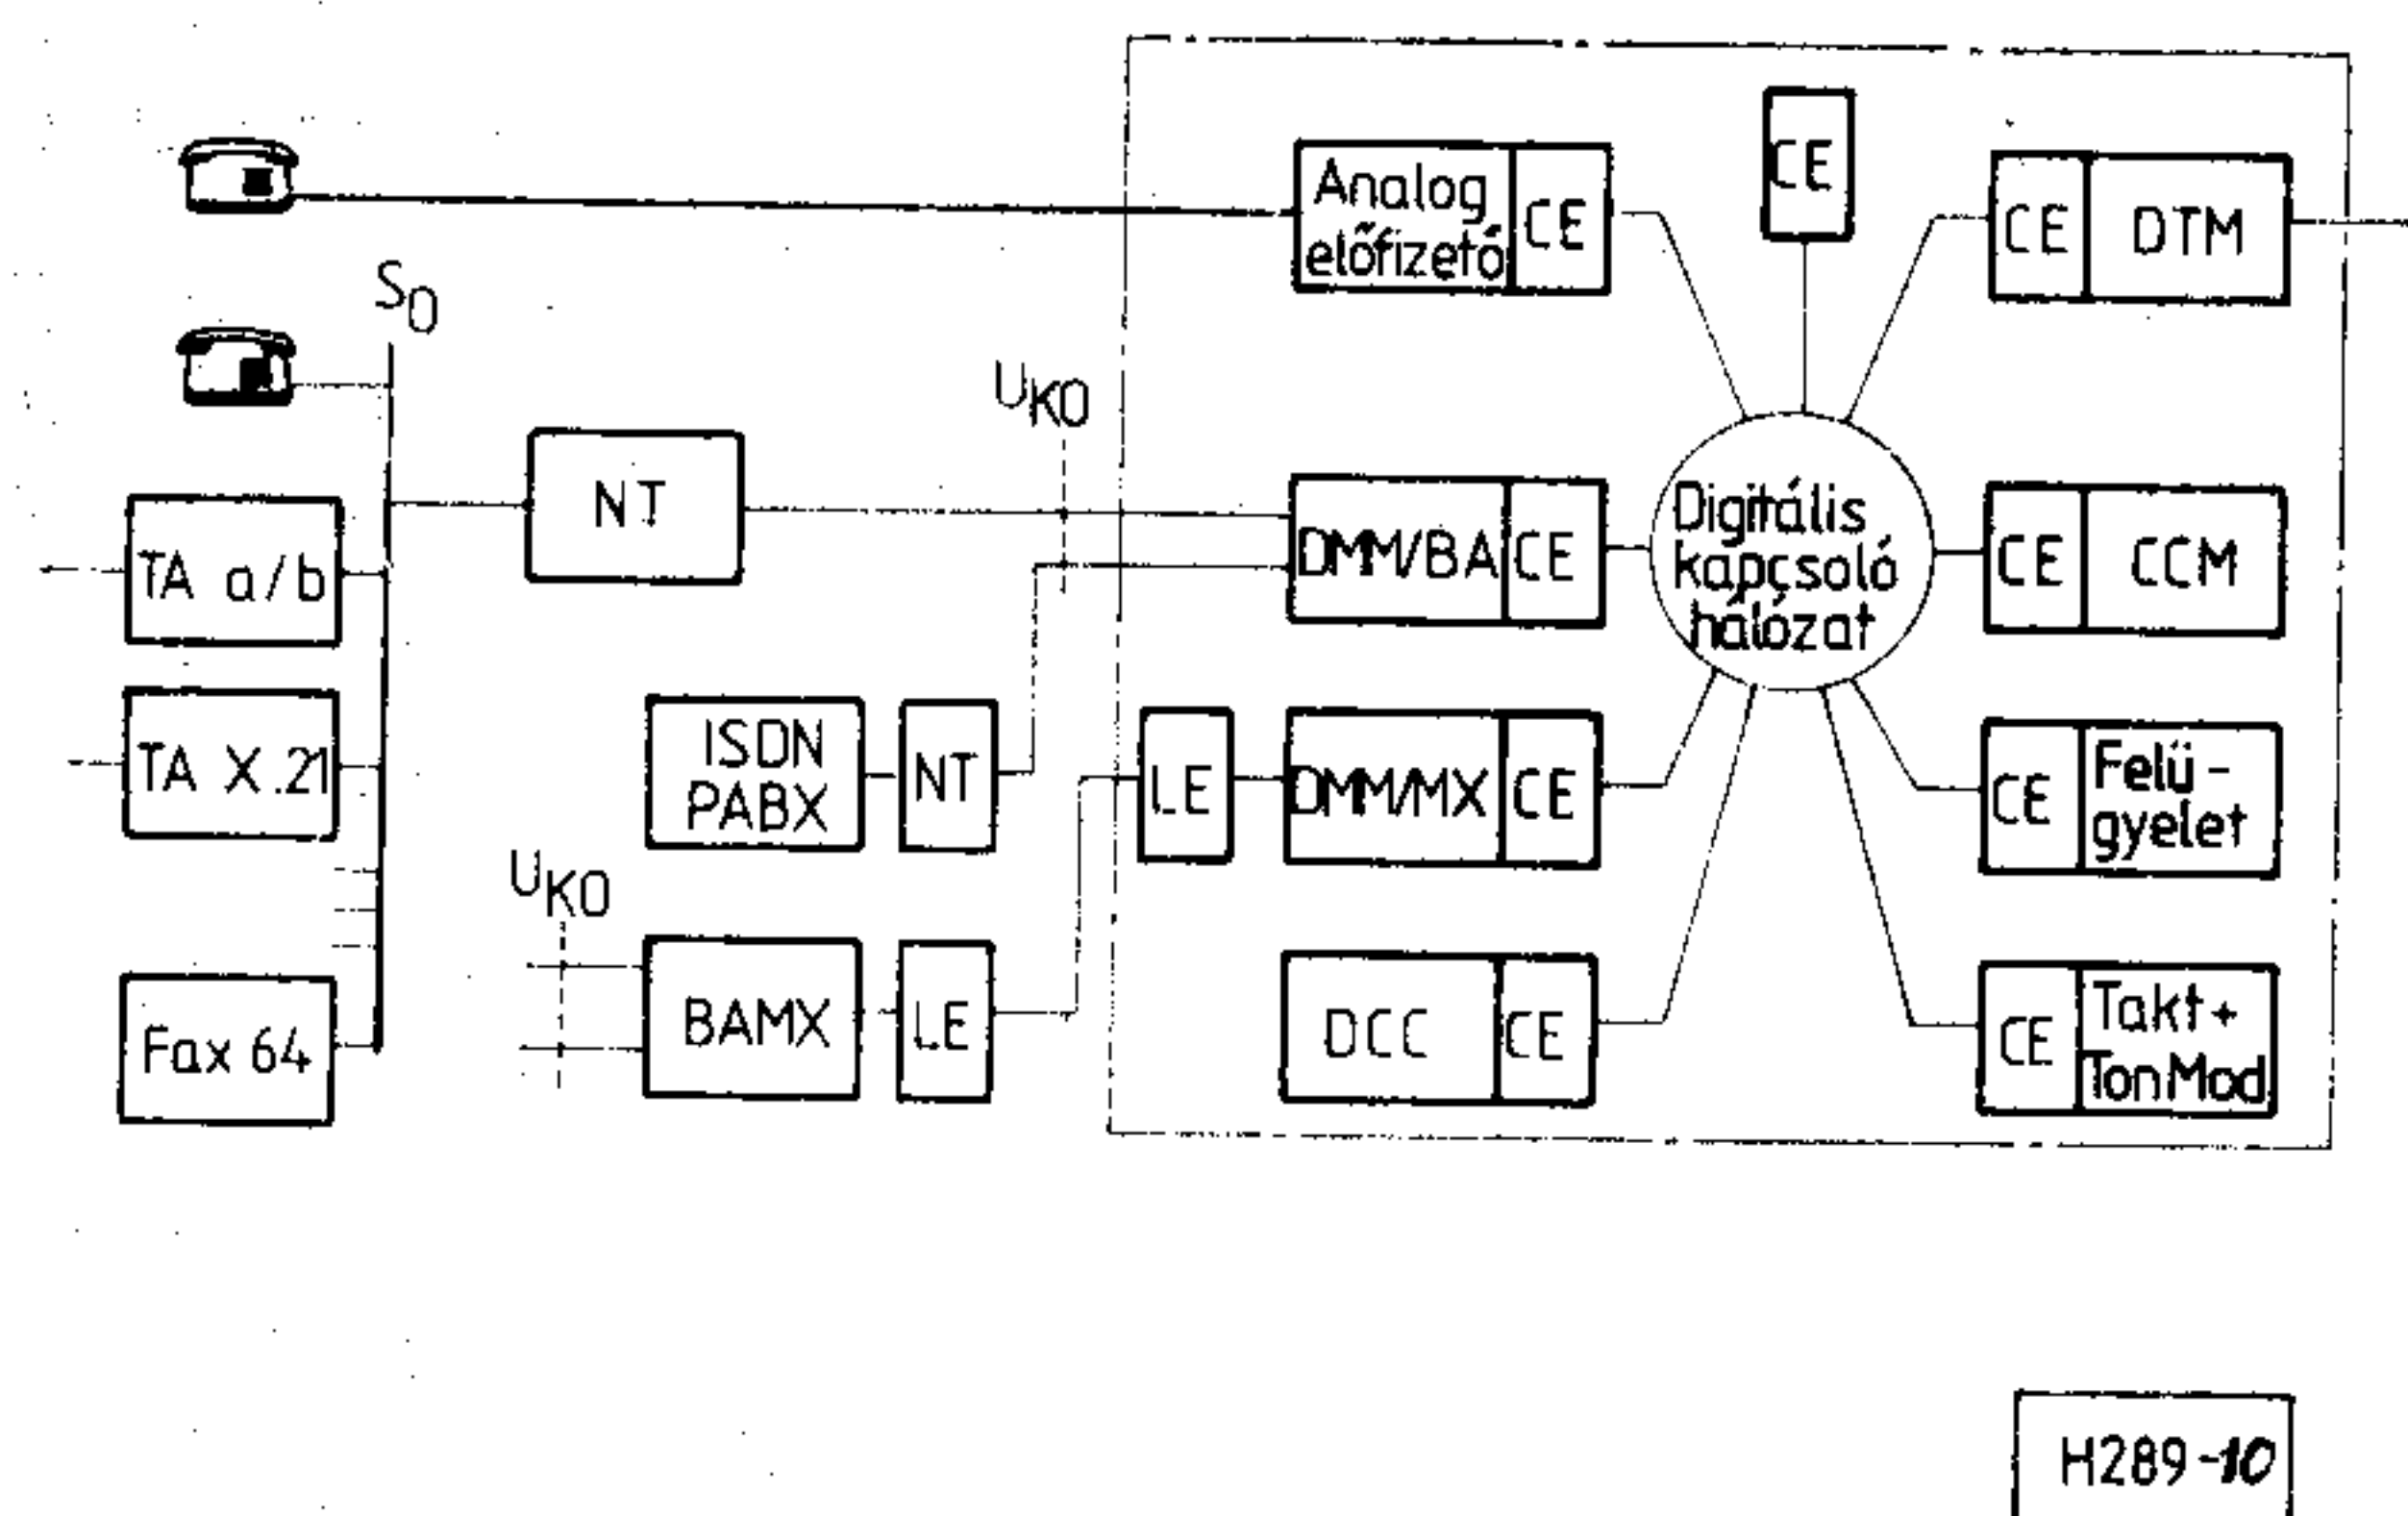 CE
Analog
előfizető
CE
CE
DTM
S0
UK0
NT
Digitális
kapcsoló
hálózat
DMM/BA
CE
CE
CCM
TA a/b
ISDN
PABX
NT
LE
DMM/MX
CE
CE
Felü-
gyelet
TA X.21
UK0
BAMX
LE
DCC
CE
CE
Takt+
TonMod
Fax 64
H289-10